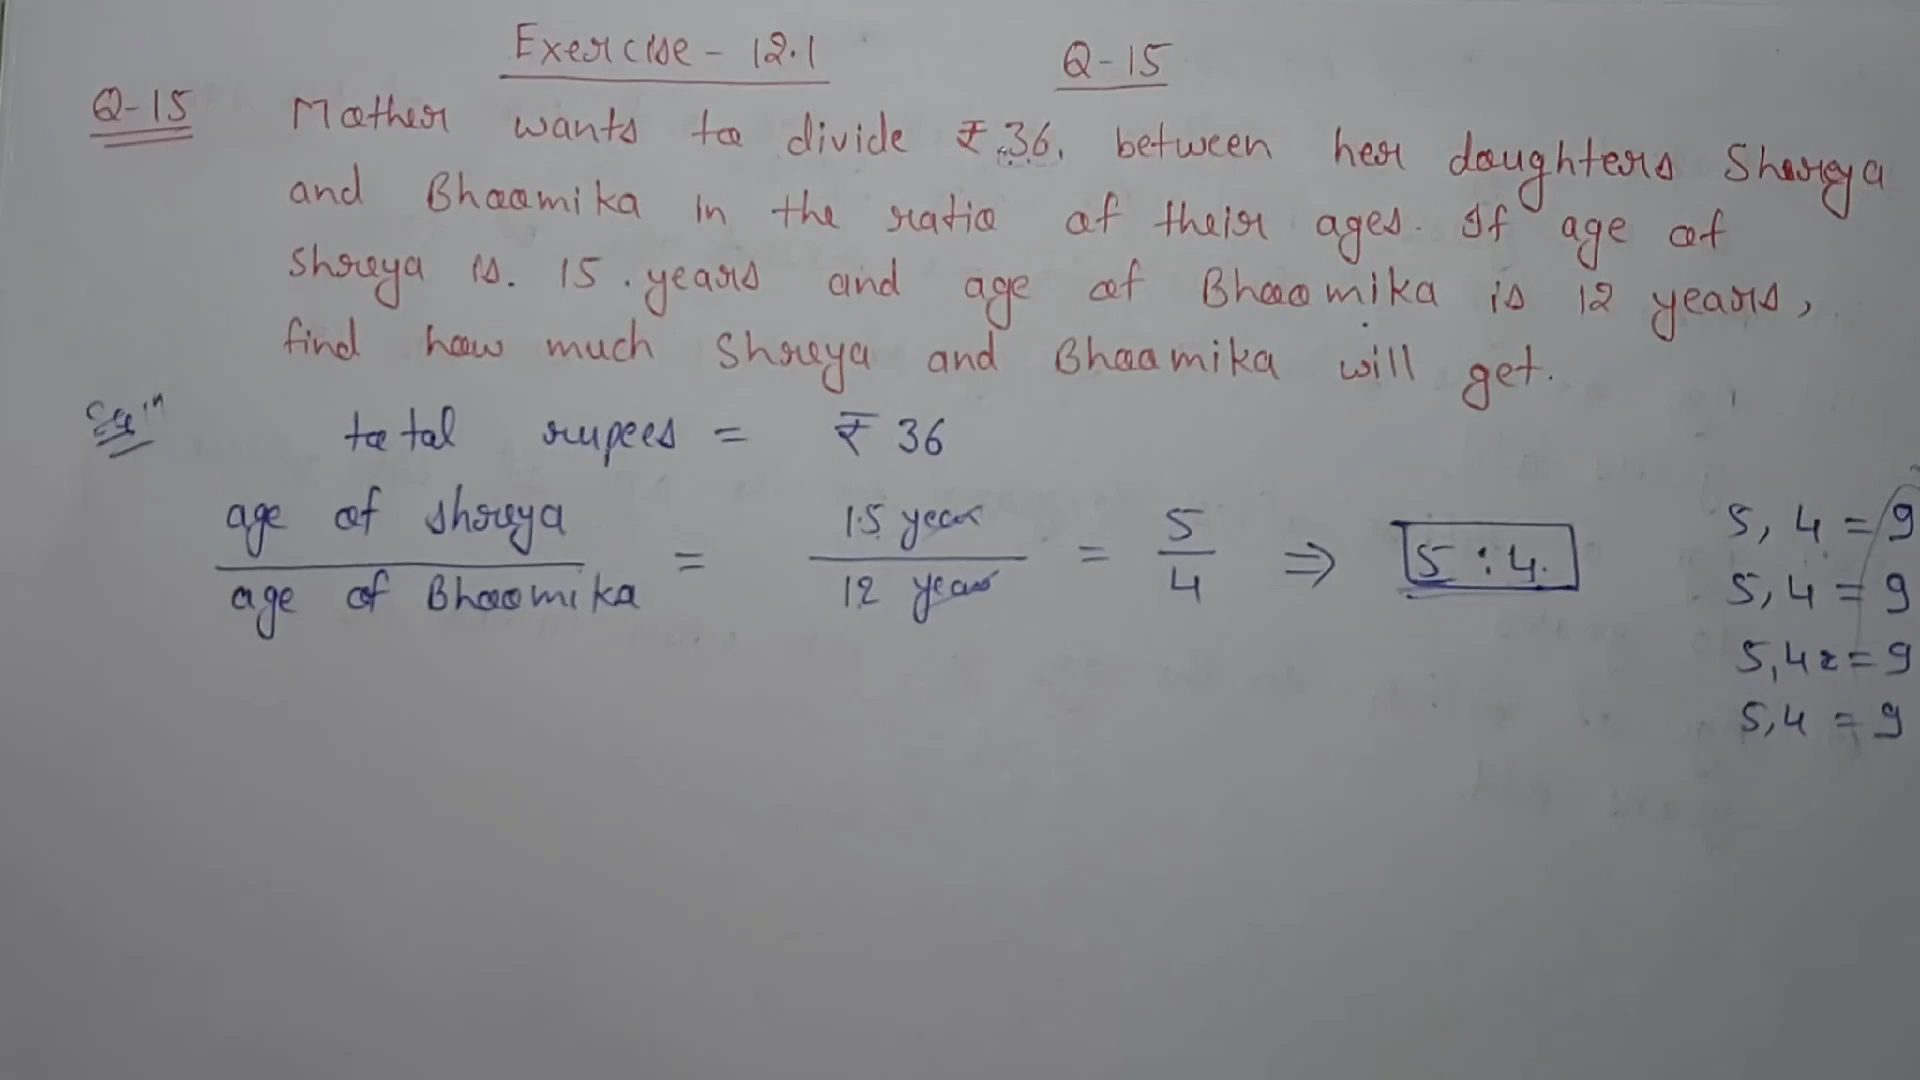 Exercise - 12.1 Q-15
Q-15 Mother wants to divide ₹ 36. between her daughters Shreya
and Bhoomika in the ratio of their ages. If age of
Shreya is. 15. years and age of Bhoomika is 12 years,
find how much Shreya and Bhoomika will get.
total rupees = ₹ 36
age of shreya / age of Bhoomika = 15 year / 12 year = 5 / 4 ⇒ 5 : 4.
5, 4 = 9
5, 4 = 9
5, 4 = 9
5, 4 = 9